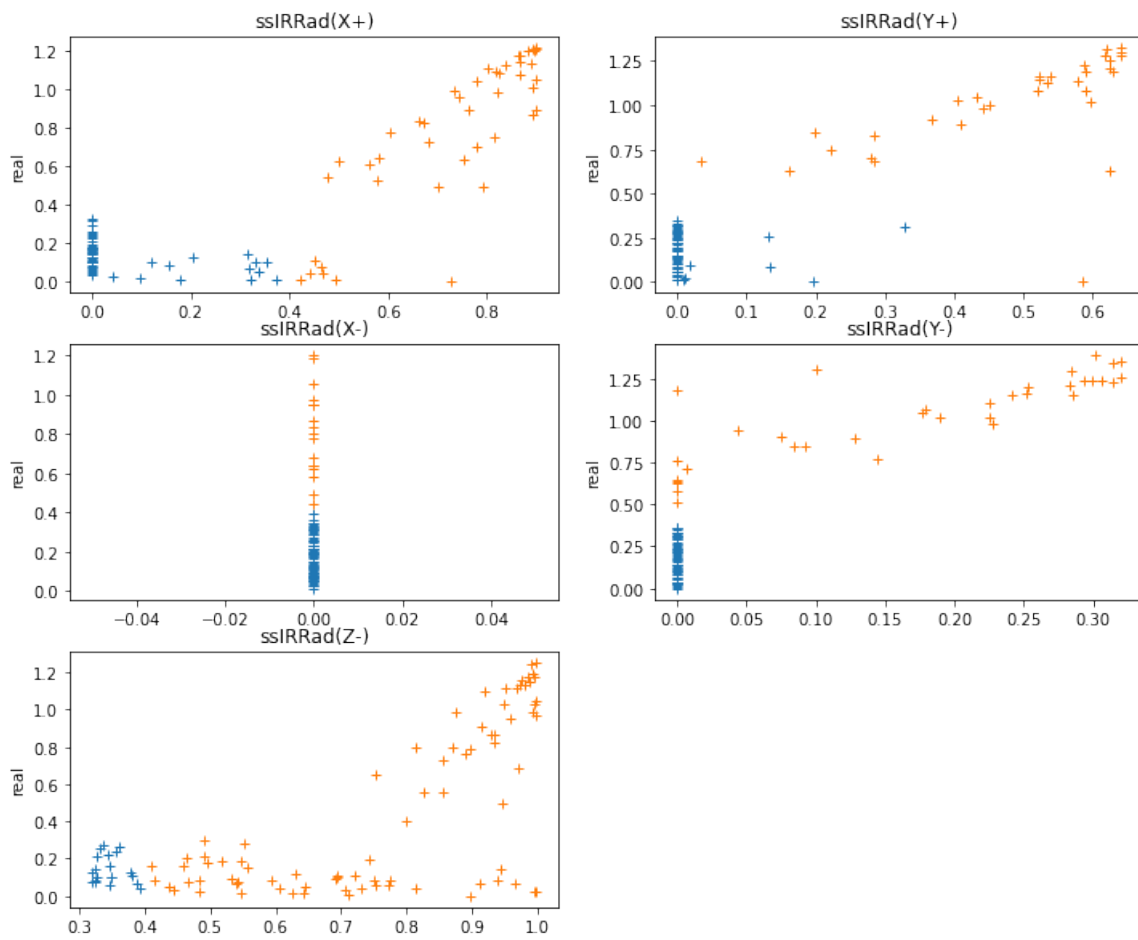 ssIRRad(X+)
real
1.2
1.0
0.8
0.6
0.4
0.2
0.0
0.0 0.2 0.4 0.6 0.8
ssIRRad(Y+)
real
1.25
1.00
0.75
0.50
0.25
0.00
0.0 0.1 0.2 0.3 0.4 0.5 0.6
ssIRRad(X-)
real
1.2
1.0
0.8
0.6
0.4
0.2
0.0
−0.04 −0.02 0.00 0.02 0.04
ssIRRad(Y-)
real
1.25
1.00
0.75
0.50
0.25
0.00
0.00 0.05 0.10 0.15 0.20 0.25 0.30
ssIRRad(Z-)
real
1.2
1.0
0.8
0.6
0.4
0.2
0.0
0.3 0.4 0.5 0.6 0.7 0.8 0.9 1.0